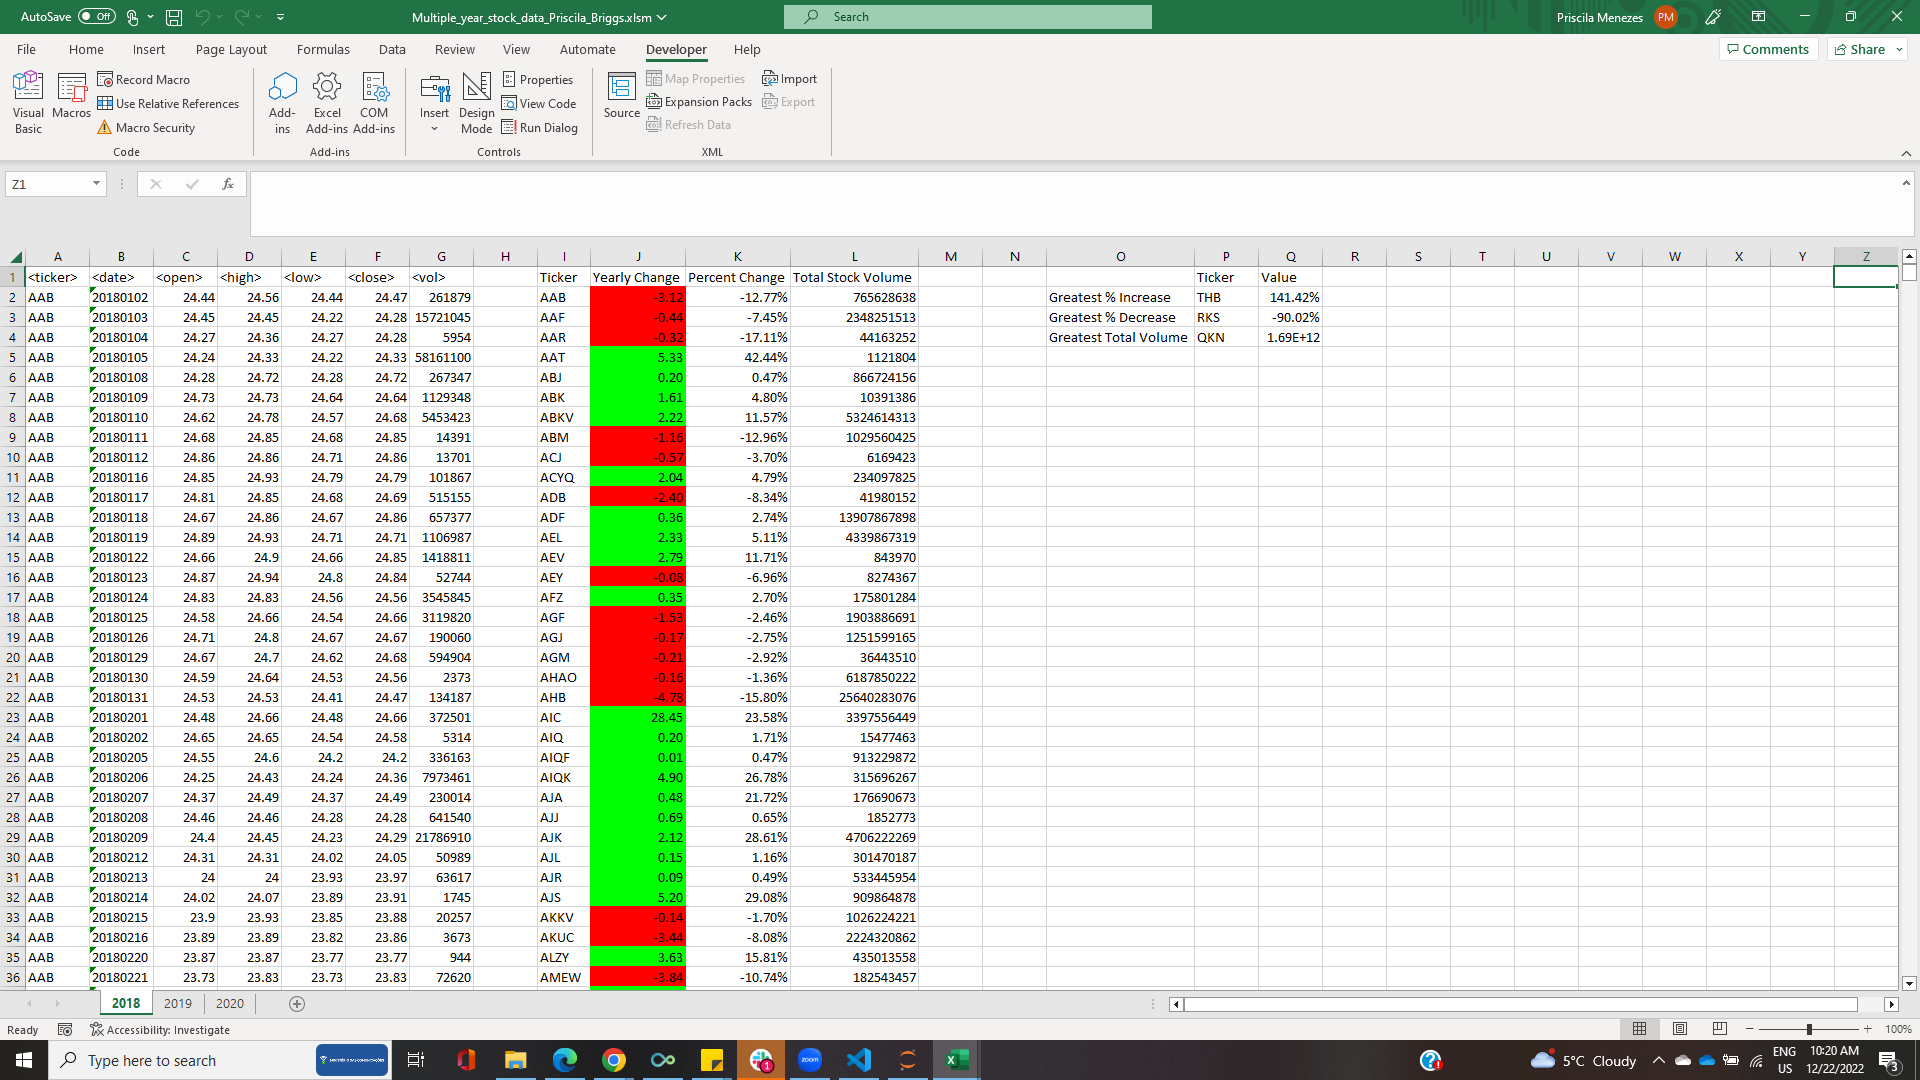 AutoSave Off Multiple_year_stock_data_Priscila_Briggs.xlsm Search Priscila Menezes PM
File Home Insert Page Layout Formulas Data Review View Automate Developer Help Comments Share
Visual Basic Macros Record Macro Use Relative References Macro Security Code
Add-ins Excel Add-ins COM Add-ins Add-ins
Insert Design Mode Properties View Code Run Dialog Controls
Source Map Properties Expansion Packs Refresh Data Import Export XML
Z1 fx
A B C D E F G H I J K L M N O P Q R S T U V W X Y Z
1 <ticker> <date> <open> <high> <low> <close> <vol> Ticker Yearly Change Percent Change Total Stock Volume Ticker Value
2 AAB 20180102 24.44 24.56 24.44 24.47 261879 AAB -3.12 -12.77% 765628638 Greatest % Increase THB 141.42%
3 AAB 20180103 24.45 24.45 24.22 24.28 15721045 AAF -0.44 -7.45% 2348251513 Greatest % Decrease RKS -90.02%
4 AAB 20180104 24.27 24.36 24.27 24.28 5954 AAR -0.32 -17.11% 44163252 Greatest Total Volume QKN 1.69E+12
5 AAB 20180105 24.24 24.33 24.22 24.33 58161100 AAT 5.33 42.44% 1121804
6 AAB 20180108 24.28 24.72 24.28 24.72 267347 ABJ 0.20 0.47% 866724156
7 AAB 20180109 24.73 24.73 24.64 24.64 1129348 ABK 1.61 4.80% 10391386
8 AAB 20180110 24.62 24.78 24.57 24.68 5453423 ABKV 2.22 11.57% 5324614313
9 AAB 20180111 24.68 24.85 24.68 24.85 14391 ABM -1.16 -12.96% 1029560425
10 AAB 20180112 24.86 24.86 24.71 24.86 13701 ACJ -0.57 -3.70% 6169423
11 AAB 20180116 24.85 24.93 24.79 24.79 101867 ACYQ 2.04 4.79% 234097825
12 AAB 20180117 24.81 24.85 24.68 24.69 515155 ADB -2.40 -8.34% 41980152
13 AAB 20180118 24.67 24.86 24.67 24.86 657377 ADF 0.36 2.74% 13907867898
14 AAB 20180119 24.89 24.93 24.71 24.71 1106987 AEL 2.33 5.11% 4339867319
15 AAB 20180122 24.66 24.9 24.66 24.85 1418811 AEV 2.79 11.71% 843970
16 AAB 20180123 24.87 24.94 24.8 24.84 52744 AEY -0.08 -6.96% 8274367
17 AAB 20180124 24.83 24.83 24.56 24.56 3545845 AFZ 0.35 2.70% 175801284
18 AAB 20180125 24.58 24.66 24.54 24.66 3119820 AGF -1.53 -2.46% 1903886691
19 AAB 20180126 24.71 24.8 24.67 24.67 190060 AGJ -0.17 -2.75% 1251599165
20 AAB 20180129 24.67 24.7 24.62 24.68 594904 AGM -0.21 -2.92% 36443510
21 AAB 20180130 24.59 24.64 24.53 24.56 2373 AHAO -0.16 -1.36% 6187850222
22 AAB 20180131 24.53 24.53 24.41 24.47 134187 AHB -4.78 -15.80% 25640283076
23 AAB 20180201 24.48 24.66 24.48 24.66 372501 AIC 28.45 23.58% 3397556449
24 AAB 20180202 24.65 24.65 24.54 24.58 5314 AIQ 0.20 1.71% 15477463
25 AAB 20180205 24.55 24.6 24.2 24.2 336163 AIQF 0.01 0.47% 913229872
26 AAB 20180206 24.25 24.43 24.24 24.36 7973461 AIQK 4.90 26.78% 315696267
27 AAB 20180207 24.37 24.49 24.37 24.49 230014 AJA 0.48 21.72% 176690673
28 AAB 20180208 24.46 24.46 24.28 24.28 641540 AJJ 0.69 0.65% 1852773
29 AAB 20180209 24.4 24.45 24.23 24.29 21786910 AJK 2.12 28.61% 4706222269
30 AAB 20180212 24.31 24.31 24.02 24.05 50989 AJL 0.15 1.16% 301470187
31 AAB 20180213 24 24 23.93 23.97 63617 AJR 0.09 0.49% 533445954
32 AAB 20180214 24.02 24.07 23.89 23.91 1745 AJS 5.20 29.08% 909864878
33 AAB 20180215 23.9 23.93 23.85 23.88 20257 AKKV -0.14 -1.70% 1026224221
34 AAB 20180216 23.89 23.89 23.82 23.86 3673 AKUC -3.44 -8.08% 2224320862
35 AAB 20180220 23.87 23.87 23.77 23.77 944 ALZY 3.63 15.81% 435013558
36 AAB 20180221 23.73 23.83 23.73 23.83 72620 AMEW -3.84 -10.74% 182543457
2018 2019 2020
Ready Accessibility: Investigate 100%
Type here to search zoom 1 5°C Cloudy ENG US 10:20 AM 12/22/2022 3